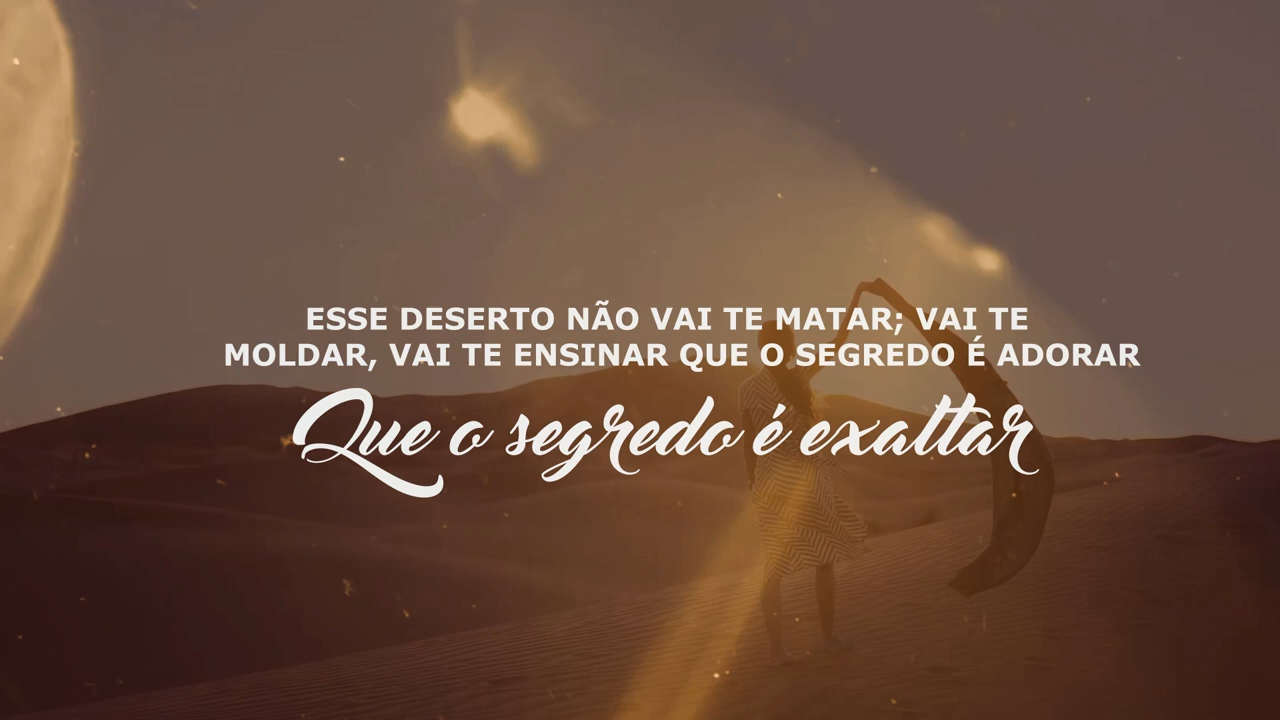 ESSE DESERTO NÃO VAI TE MATAR; VAI TE
MOLDAR, VAI TE ENSINAR QUE O SEGREDO É ADORAR
Que o segredo é exaltar